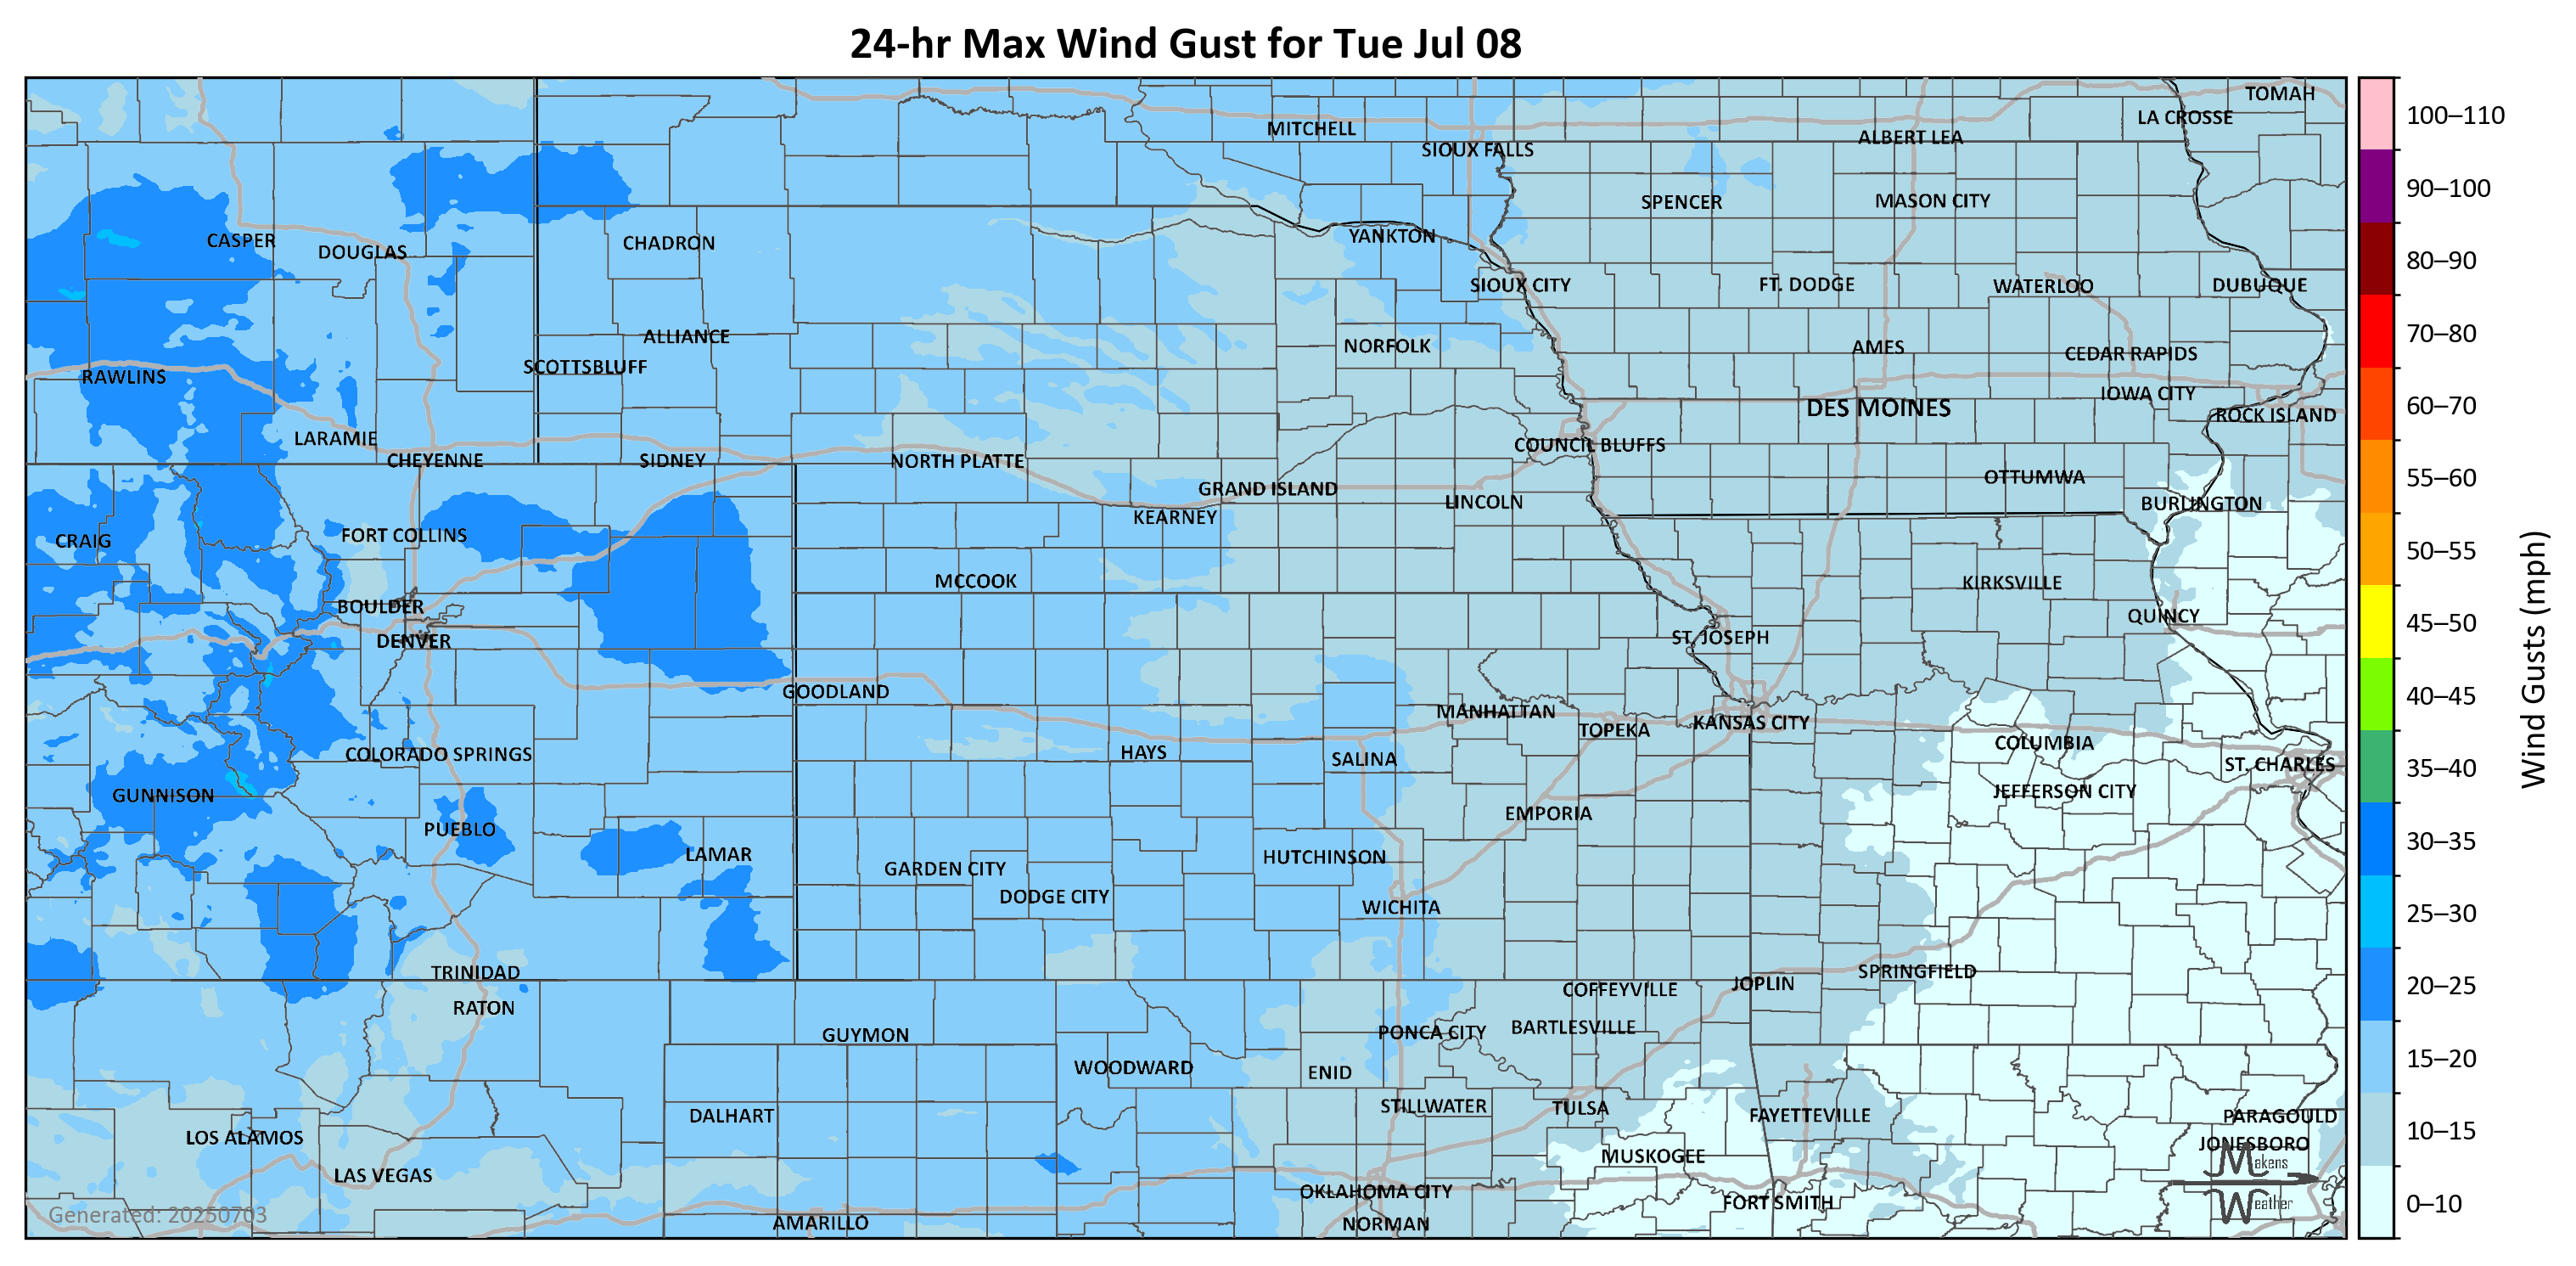 24-hr Max Wind Gust for Tue Jul 08
TOMAH
LA CROSSE
MITCHELL
ALBERT LEA
SIOUX FALLS
SPENCER
MASON CITY
CASPER
DOUGLAS
CHADRON
YANKTON
SIOUX CITY
FT. DODGE
WATERLOO
DUBUQUE
ALLIANCE
NORFOLK
AMES
CEDAR RAPIDS
SCOTTSBLUFF
RAWLINS
IOWA CITY
DES MOINES
ROCK ISLAND
LARAMIE
COUNCIL BLUFFS
CHEYENNE
SIDNEY
NORTH PLATTE
OTTUMWA
GRAND ISLAND
LINCOLN
BURLINGTON
KEARNEY
FORT COLLINS
CRAIG
MCCOOK
KIRKSVILLE
BOULDER
QUINCY
DENVER
ST. JOSEPH
GOODLAND
MANHATTAN
TOPEKA
KANSAS CITY
COLUMBIA
COLORADO SPRINGS
HAYS
SALINA
ST. CHARLES
GUNNISON
JEFFERSON CITY
EMPORIA
PUEBLO
LAMAR
HUTCHINSON
GARDEN CITY
DODGE CITY
WICHITA
TRINIDAD
SPRINGFIELD
JOPLIN
COFFEYVILLE
RATON
GUYMON
PONCA CITY
BARTLESVILLE
WOODWARD
ENID
STILLWATER
TULSA
DALHART
FAYETTEVILLE
PARAGOULD
LOS ALAMOS
JONESBORO
MUSKOGEE
LAS VEGAS
OKLAHOMA CITY
FORT SMITH
AMARILLO
NORMAN
Generated: 20250703
Makens
Weather
100–110
90–100
80–90
70–80
60–70
55–60
50–55
45–50
40–45
35–40
30–35
25–30
20–25
15–20
10–15
0–10
Wind Gusts (mph)